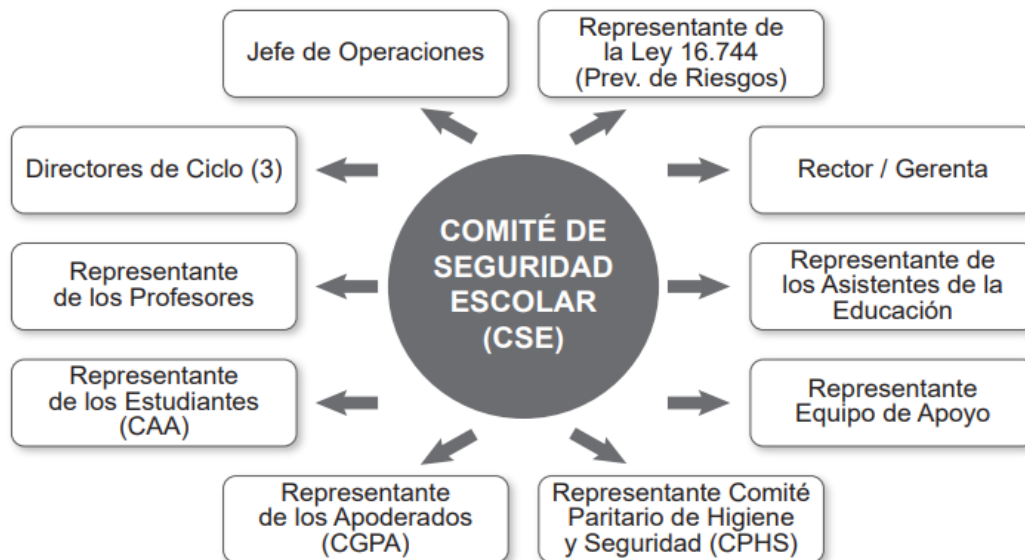 Jefe de Operaciones
Representante de
la Ley 16.744
(Prev. de Riesgos)
Directores de Ciclo (3)
Rector / Gerenta
COMITÉ DE
SEGURIDAD
ESCOLAR
(CSE)
Representante
de los Profesores
Representante de
los Asistentes de la
Educación
Representante
de los Estudiantes
(CAA)
Representante
Equipo de Apoyo
Representante
de los Apoderados
(CGPA)
Representante Comité
Paritario de Higiene
y Seguridad (CPHS)